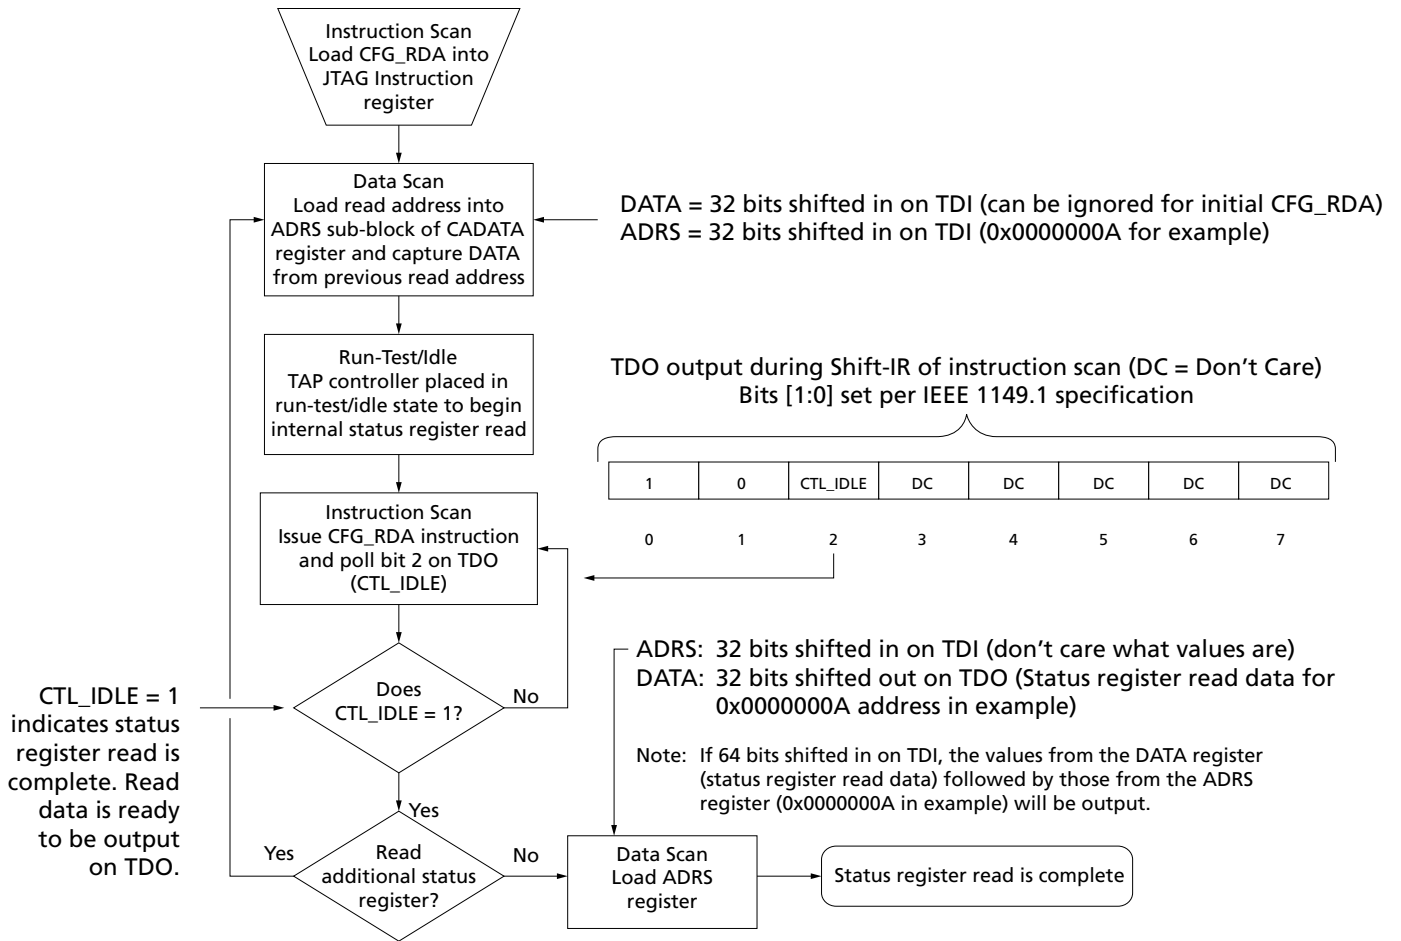 Instruction Scan
Load CFG_RDA into
JTAG Instruction
register
Data Scan
Load read address into
ADRS sub-block of CADATA
register and capture DATA
from previous read address
DATA = 32 bits shifted in on TDI (can be ignored for initial CFG_RDA)
ADRS = 32 bits shifted in on TDI (0x0000000A for example)
Run-Test/Idle
TAP controller placed in
run-test/idle state to begin
internal status register read
TDO output during Shift-IR of instruction scan (DC = Don’t Care)
Bits [1:0] set per IEEE 1149.1 specification
1 0 CTL_IDLE DC DC DC DC DC
0 1 2 3 4 5 6 7
Instruction Scan
Issue CFG_RDA instruction
and poll bit 2 on TDO
(CTL_IDLE)
Does
CTL_IDLE = 1?
No
Yes
CTL_IDLE = 1
indicates status
register read is
complete. Read
data is ready
to be output
on TDO.
ADRS: 32 bits shifted in on TDI (don’t care what values are)
DATA: 32 bits shifted out on TDO (Status register read data for
0x0000000A address in example)
Note: If 64 bits shifted in on TDI, the values from the DATA register
(status register read data) followed by those from the ADRS
register (0x0000000A in example) will be output.
Yes
Read
additional status
register?
No
Data Scan
Load ADRS
register
Status register read is complete